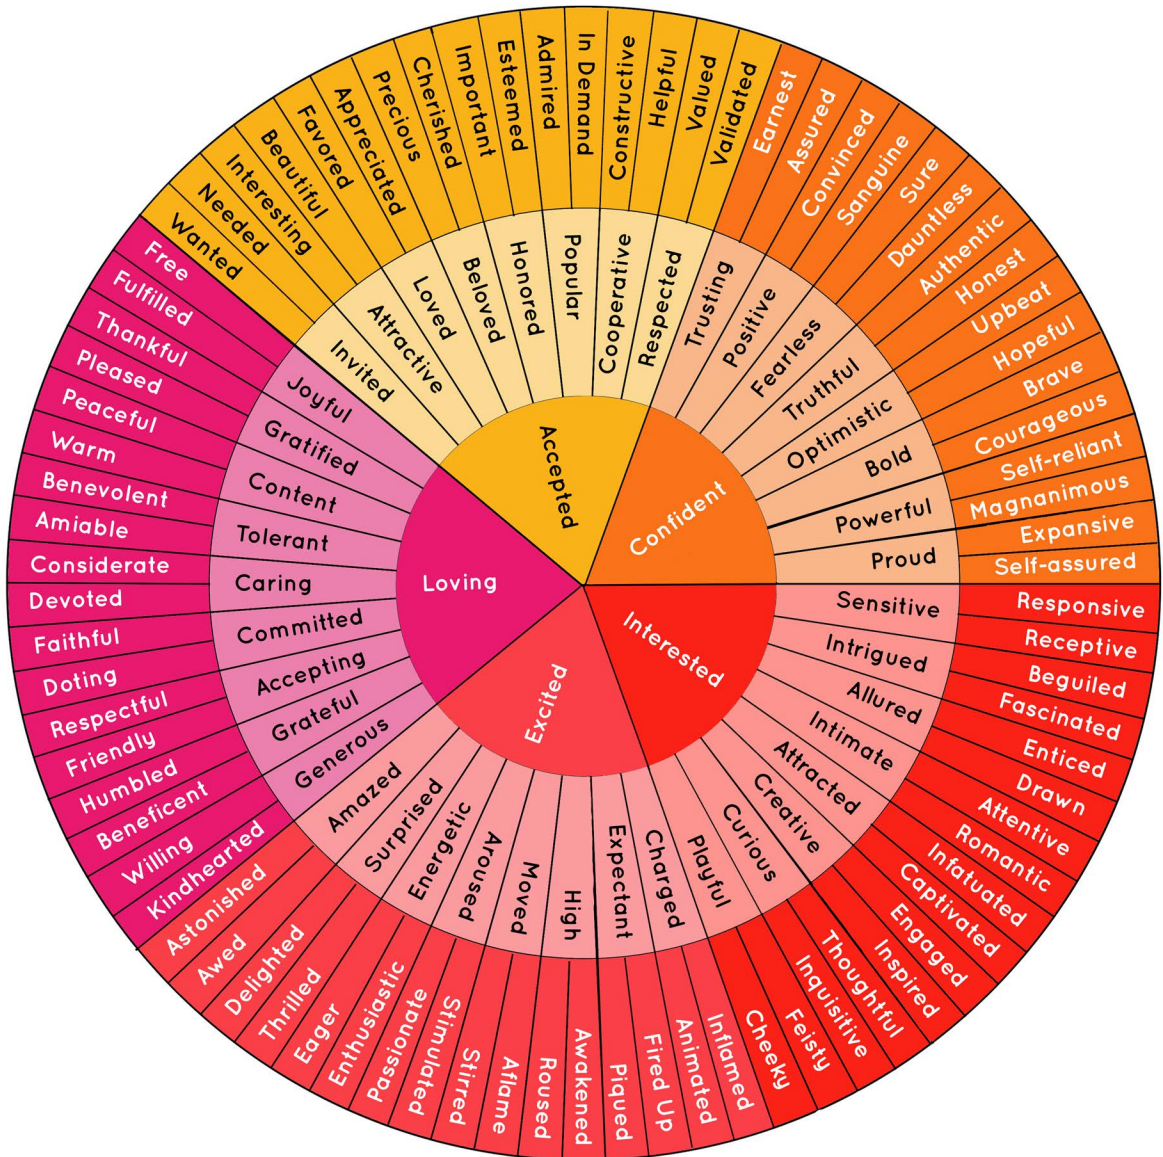 Accepted
Confident
Interested
Excited
Loving
Invited
Attractive
Loved
Beloved
Honored
Popular
Cooperative
Respected
Trusting
Positive
Fearless
Truthful
Optimistic
Bold
Powerful
Proud
Sensitive
Intrigued
Allured
Intimate
Attracted
Creative
Curious
Playful
Charged
Expectant
High
Moved
Aroused
Energetic
Surprised
Amazed
Generous
Grateful
Accepting
Committed
Caring
Tolerant
Content
Gratified
Joyful
Wanted
Needed
Interesting
Beautiful
Favored
Appreciated
Precious
Cherished
Important
Esteemed
Admired
In Demand
Constructive
Helpful
Valued
Validated
Earnest
Assured
Convinced
Sanguine
Sure
Dauntless
Authentic
Honest
Upbeat
Hopeful
Brave
Courageous
Self-reliant
Magnanimous
Expansive
Self-assured
Responsive
Receptive
Beguiled
Fascinated
Enticed
Drawn
Attentive
Romantic
Infatuated
Captivated
Engaged
Inspired
Thoughtful
Inquisitive
Feisty
Cheeky
Inflamed
Animated
Fired Up
Piqued
Awakened
Roused
Aflame
Stirred
Stimulated
Passionate
Enthusiastic
Eager
Thrilled
Delighted
Awed
Astonished
Kindhearted
Willing
Beneficent
Humbled
Friendly
Respectful
Doting
Faithful
Devoted
Considerate
Amiable
Benevolent
Warm
Peaceful
Pleased
Thankful
Fulfilled
Free